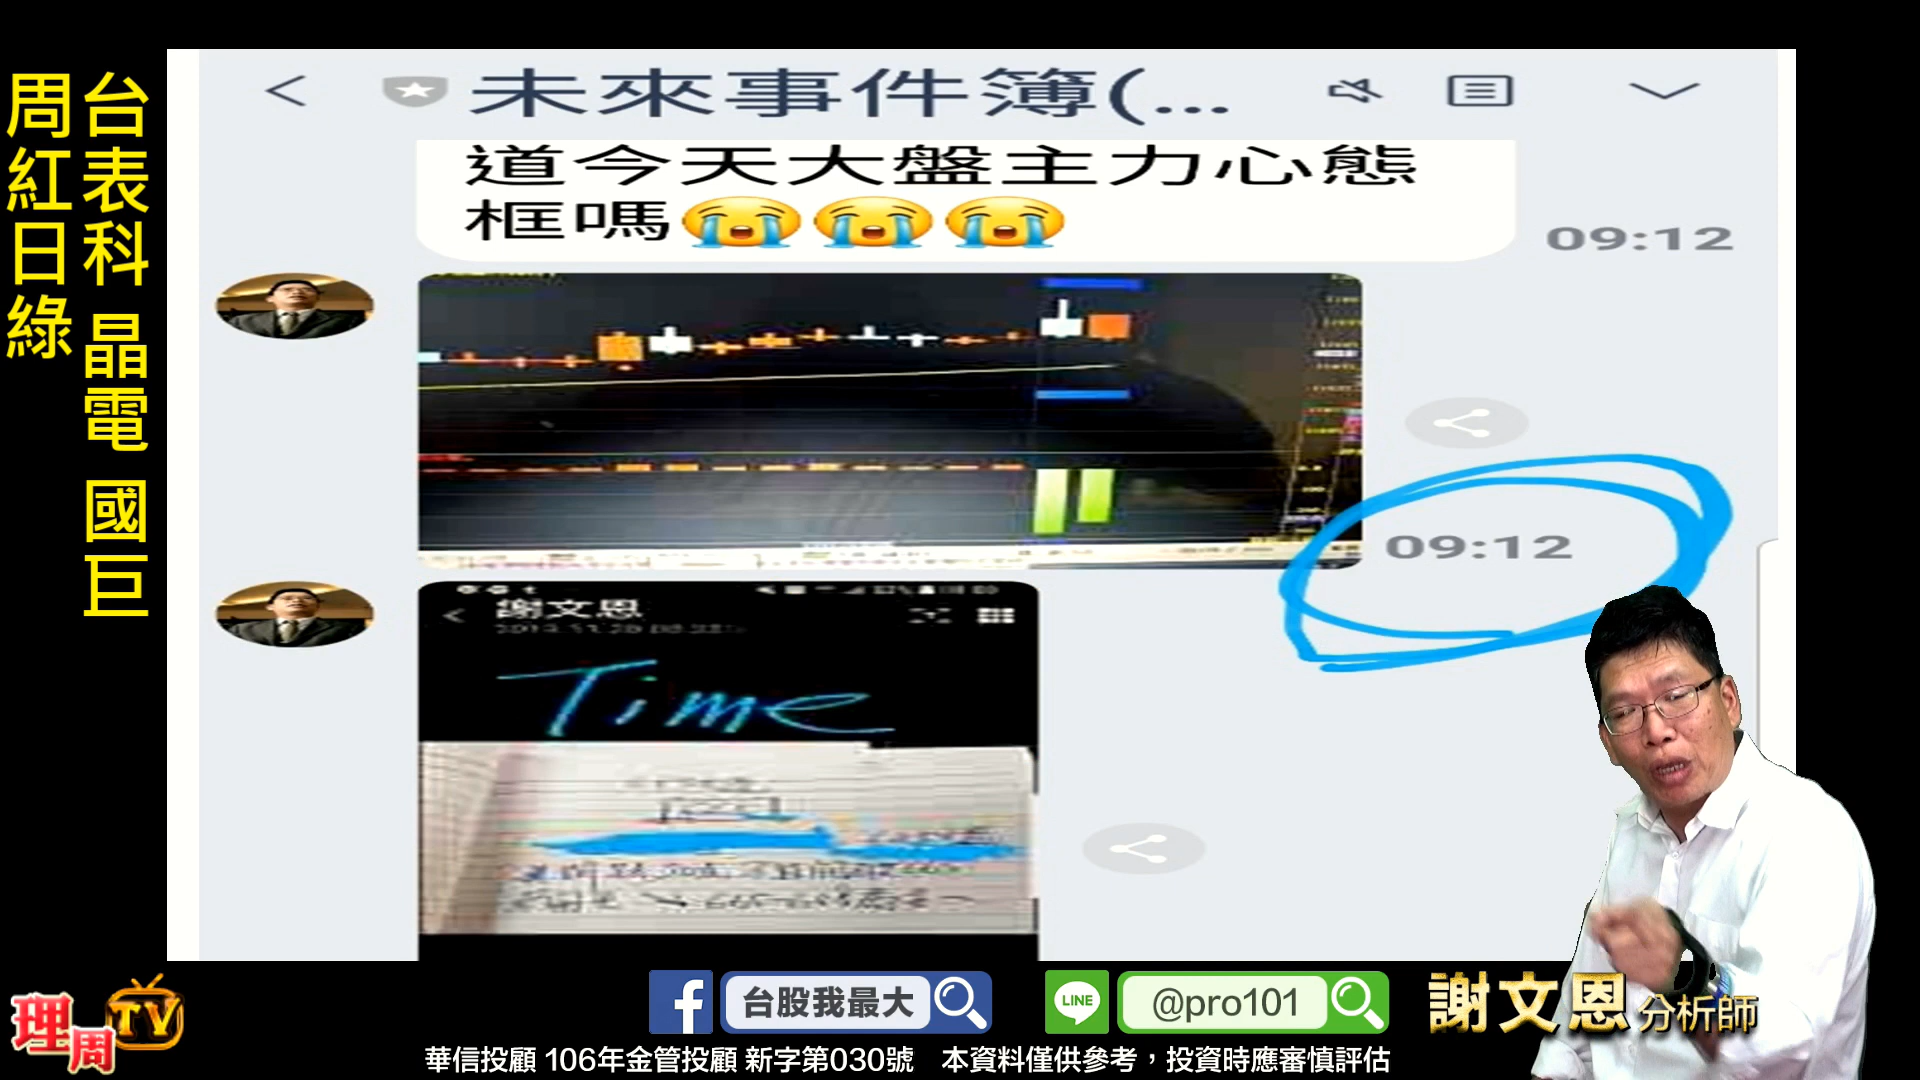 台表科 晶電 國巨
周紅日綠
未來事件簿(...
道今天大盤主力心態
框嗎😭😭😭
09:12
09:12
謝文恩
Time
理周TV
台股我最大
LINE
@pro101
謝文恩分析師
華信投顧 106年金管投顧 新字第030號 本資料僅供參考，投資時應審慎評估